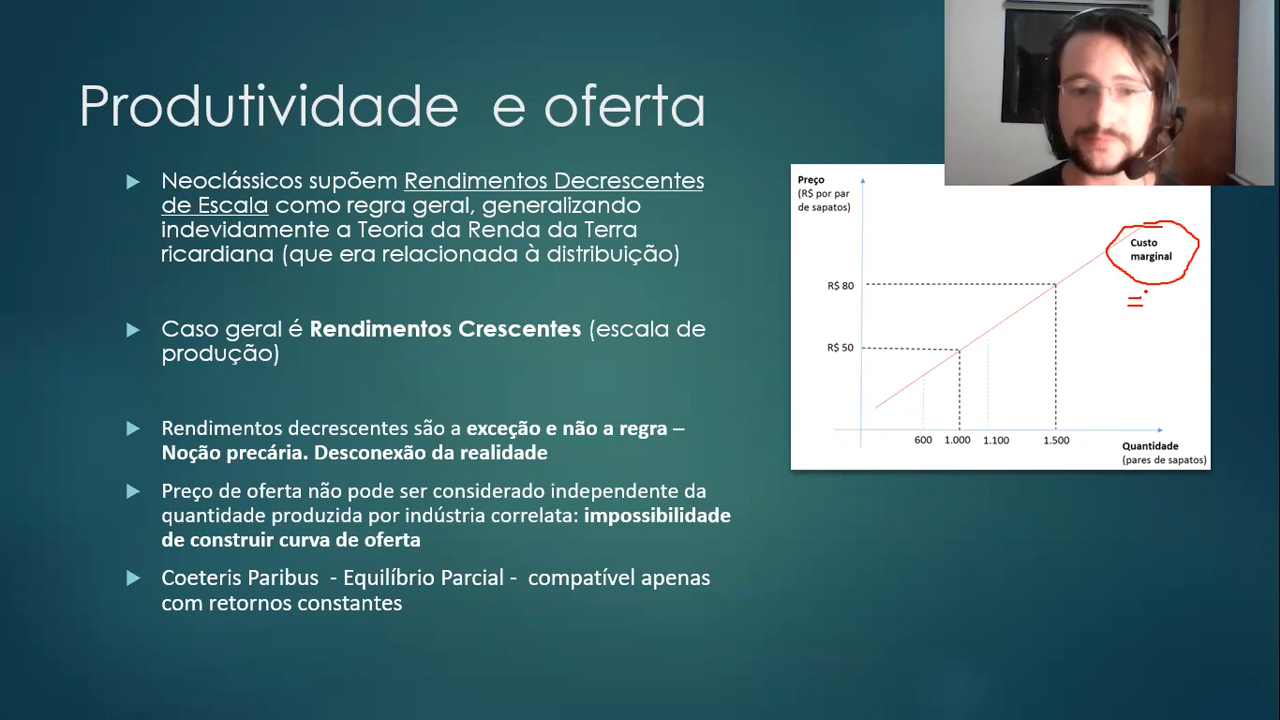 Produtividade e oferta
Neoclássicos supõem Rendimentos Decrescentes
de Escala como regra geral, generalizando
indevidamente a Teoria da Renda da Terra
ricardiana (que era relacionada à distribuição)
Caso geral é Rendimentos Crescentes (escala de
produção)
Rendimentos decrescentes são a exceção e não a regra –
Noção precária. Desconexão da realidade
Preço de oferta não pode ser considerado independente da
quantidade produzida por indústria correlata: impossibilidade
de construir curva de oferta
Coeteris Paribus - Equilíbrio Parcial - compatível apenas
com retornos constantes
Preço
(R$ por par
de sapatos)
Custo
marginal
R$ 80
R$ 50
600 1.000 1.100 1.500
Quantidade
(pares de sapatos)